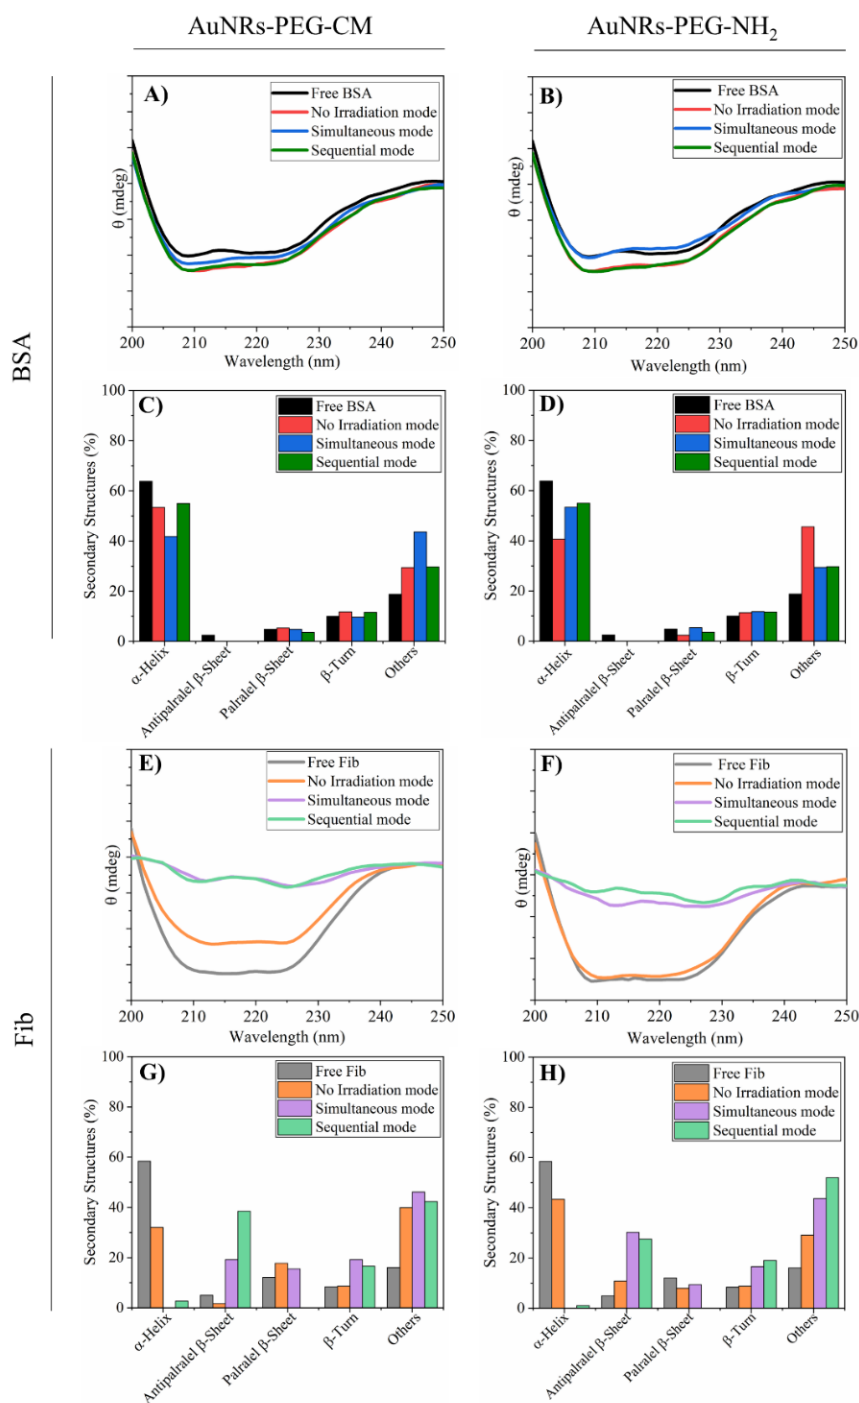 AuNRs-PEG-CM
AuNRs-PEG-NH₂
BSA
A)
Free BSA
No Irradiation mode
Simultaneous mode
Sequential mode
θ (mdeg)
200 210 220 230 240 250
Wavelength (nm)
B)
Free BSA
No Irradiation mode
Simultaneous mode
Sequential mode
θ (mdeg)
200 210 220 230 240 250
Wavelength (nm)
C)
Free BSA
No Irradiation mode
Simultaneous mode
Sequential mode
Secondary Structures (%)
100
80
60
40
20
0
α-Helix
Antipalralel β-Sheet
Palralel β-Sheet
β-Turn
Others
D)
Free BSA
No Irradiation mode
Simultaneous mode
Sequential mode
Secondary Structures (%)
100
80
60
40
20
0
α-Helix
Antipalralel β-Sheet
Palralel β-Sheet
β-Turn
Others
Fib
E)
Free Fib
No Irradiation mode
Simultaneous mode
Sequential mode
θ (mdeg)
200 210 220 230 240 250
Wavelength (nm)
F)
Free Fib
No Irradiation mode
Simultaneous mode
Sequential mode
θ (mdeg)
200 210 220 230 240 250
Wavelength (nm)
G)
Free Fib
No Irradiation mode
Simultaneous mode
Sequential mode
Secondary Structures (%)
100
80
60
40
20
0
α-Helix
Antipalralel β-Sheet
Palralel β-Sheet
β-Turn
Others
H)
Free Fib
No Irradiation mode
Simultaneous mode
Sequential mode
Secondary Structures (%)
100
80
60
40
20
0
α-Helix
Antipalralel β-Sheet
Palralel β-Sheet
β-Turn
Others